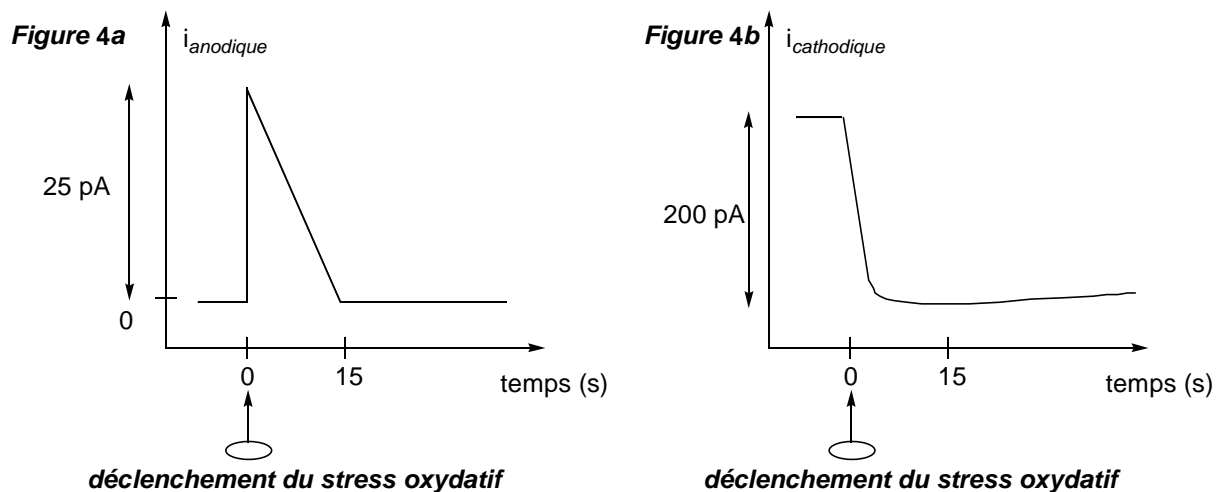 Figure 4a
i anodique
25 pA
0
0
15
temps (s)
déclenchement du stress oxydatif
Figure 4b
i cathodique
200 pA
0
15
temps (s)
déclenchement du stress oxydatif